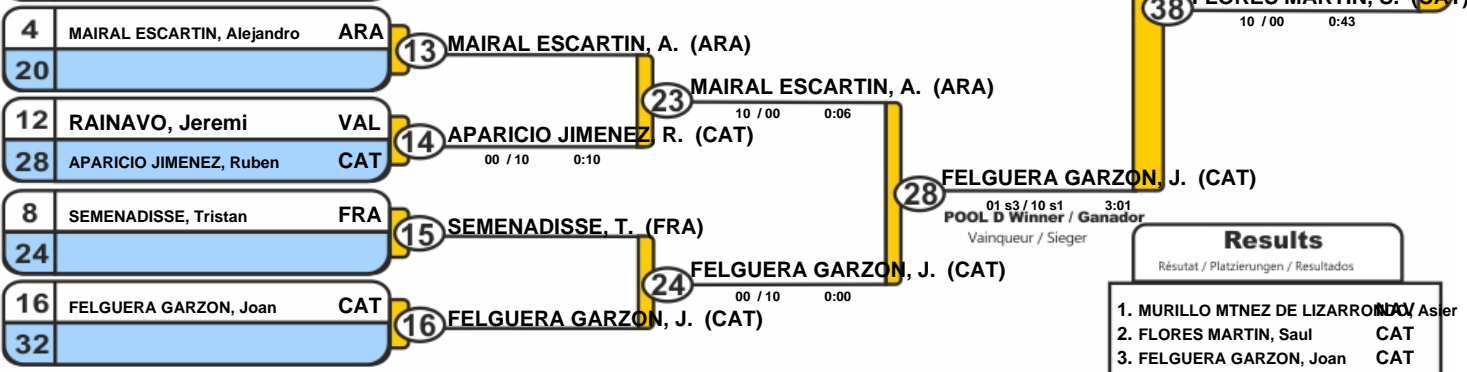 38 FLORES MARTIN, S. (CAT)
10 / 00 0:43
4 MAIRAL ESCARTIN, Alejandro ARA
20
13 MAIRAL ESCARTIN, A. (ARA)
23 MAIRAL ESCARTIN, A. (ARA)
10 / 00 0:06
12 RAINAVO, Jeremi VAL
28 APARICIO JIMENEZ, Ruben CAT
14 APARICIO JIMENEZ, R. (CAT)
00 / 10 0:10
28 FELGUERA GARZON, J. (CAT)
01 s3 / 10 s1 3:01
POOL D Winner / Ganador
Vainqueur / Sieger
8 SEMENADISSE, Tristan FRA
24
15 SEMENADISSE, T. (FRA)
24 FELGUERA GARZON, J. (CAT)
00 / 10 0:00
16 FELGUERA GARZON, Joan CAT
32
16 FELGUERA GARZON, J. (CAT)
Results
Résutat / Platzierungen / Resultados
1. MURILLO MTNEZ DE LIZARRONDO, Asier NAV
2. FLORES MARTIN, Saul CAT
3. FELGUERA GARZON, Joan CAT